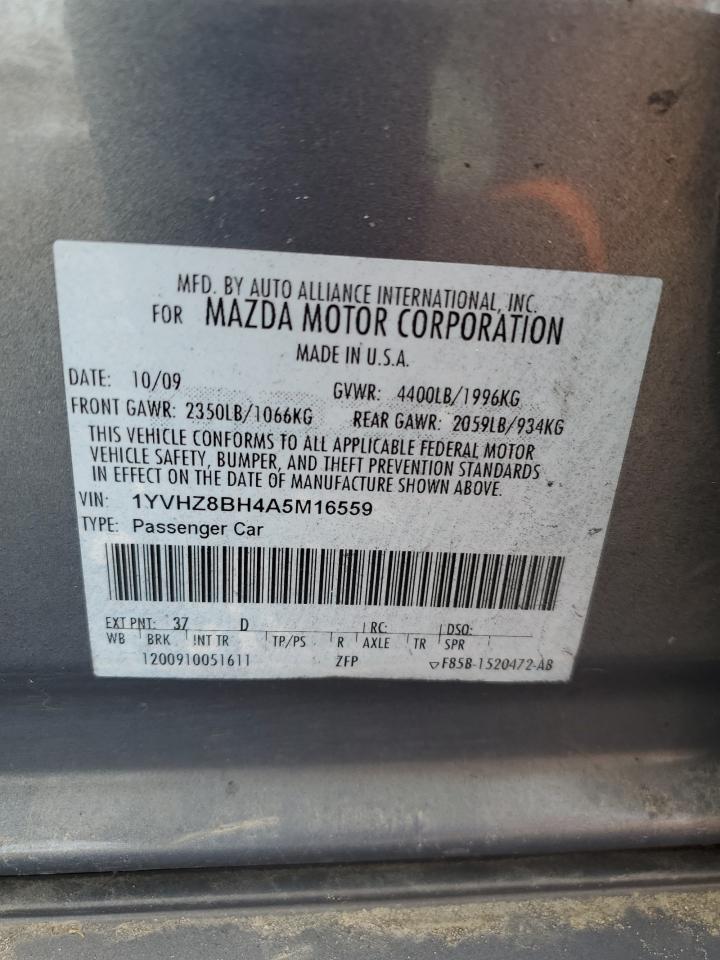 MFD. BY AUTO ALLIANCE INTERNATIONAL, INC.
FOR MAZDA MOTOR CORPORATION
MADE IN U.S.A.
DATE: 10/09 GVWR: 4400LB/1996KG
FRONT GAWR: 2350LB/1066KG REAR GAWR: 2059LB/934KG
THIS VEHICLE CONFORMS TO ALL APPLICABLE FEDERAL MOTOR
VEHICLE SAFETY, BUMPER, AND THEFT PREVENTION STANDARDS
IN EFFECT ON THE DATE OF MANUFACTURE SHOWN ABOVE.
VIN: 1YVHZ8BH4A5M16559
TYPE: Passenger Car
EXT PNT: 37 D RC: DSO:
WB BRK INT TR TP/PS R AXLE TR SPR
1200910051611 ZFP ▽F85B-1520472-AB